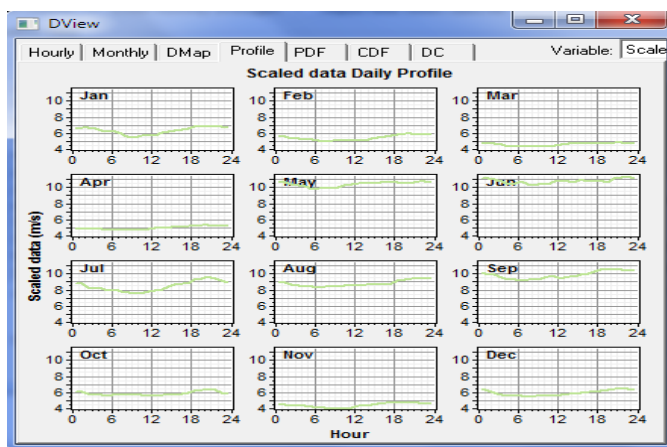 DView
Hourly Monthly DMap Profile PDF CDF DC Variable: Scale
Scaled data Daily Profile
Scaled data (m/s)
Jan Feb Mar
10 10 10
8 8 8
6 6 6
4 4 4
0 6 12 18 24 0 6 12 18 24 0 6 12 18 24
Apr May Jun
10 10 10
8 8 8
6 6 6
4 4 4
0 6 12 18 24 0 6 12 18 24 0 6 12 18 24
Jul Aug Sep
10 10 10
8 8 8
6 6 6
4 4 4
0 6 12 18 24 0 6 12 18 24 0 6 12 18 24
Oct Nov Dec
10 10 10
8 8 8
6 6 6
4 4 4
0 6 12 18 24 0 6 12 18 24 0 6 12 18 24
Hour